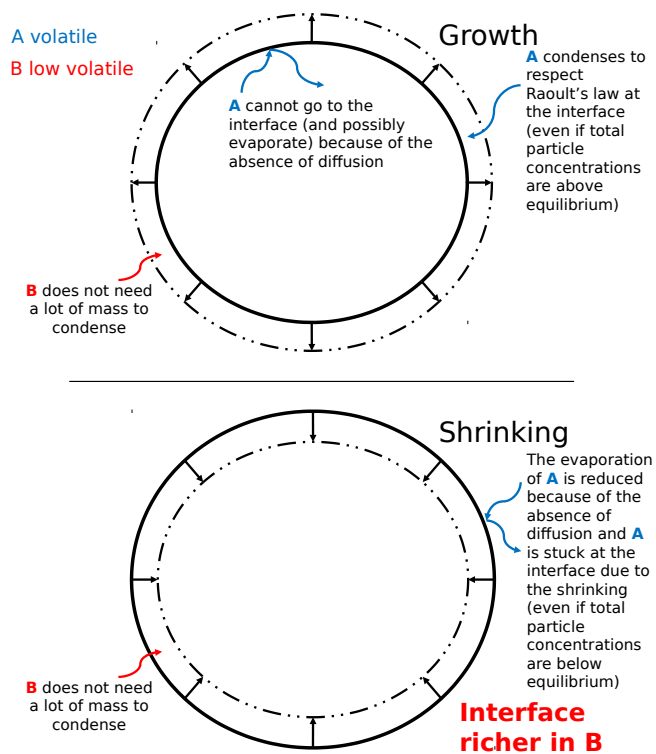 A volatile
B low volatile
Growth
A condenses to
respect
Raoult’s law at
the interface
(even if total
particle
concentrations
are above
equilibrium)
A cannot go to the
interface (and possibly
evaporate) because of the
absence of diffusion
B does not need
a lot of mass to
condense
Shrinking
The evaporation
of A is reduced
because of the
absence of
diffusion and A
is stuck at the
interface due to
the shrinking
(even if total
particle
concentrations
are below
equilibrium)
B does not need
a lot of mass to
condense
Interface
richer in B